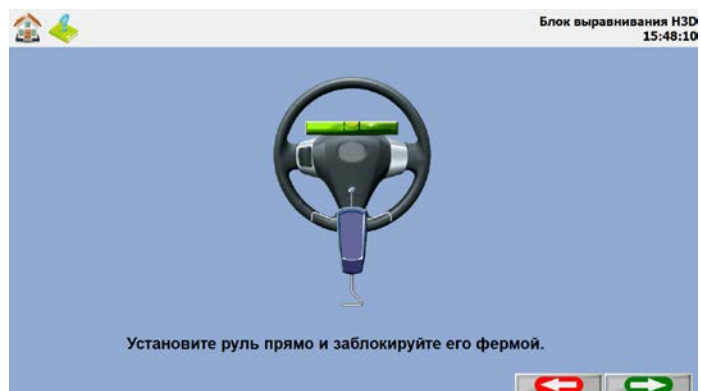 Блок выравнивания H3D
15:48:10
Установите руль прямо и заблокируйте его фермой.